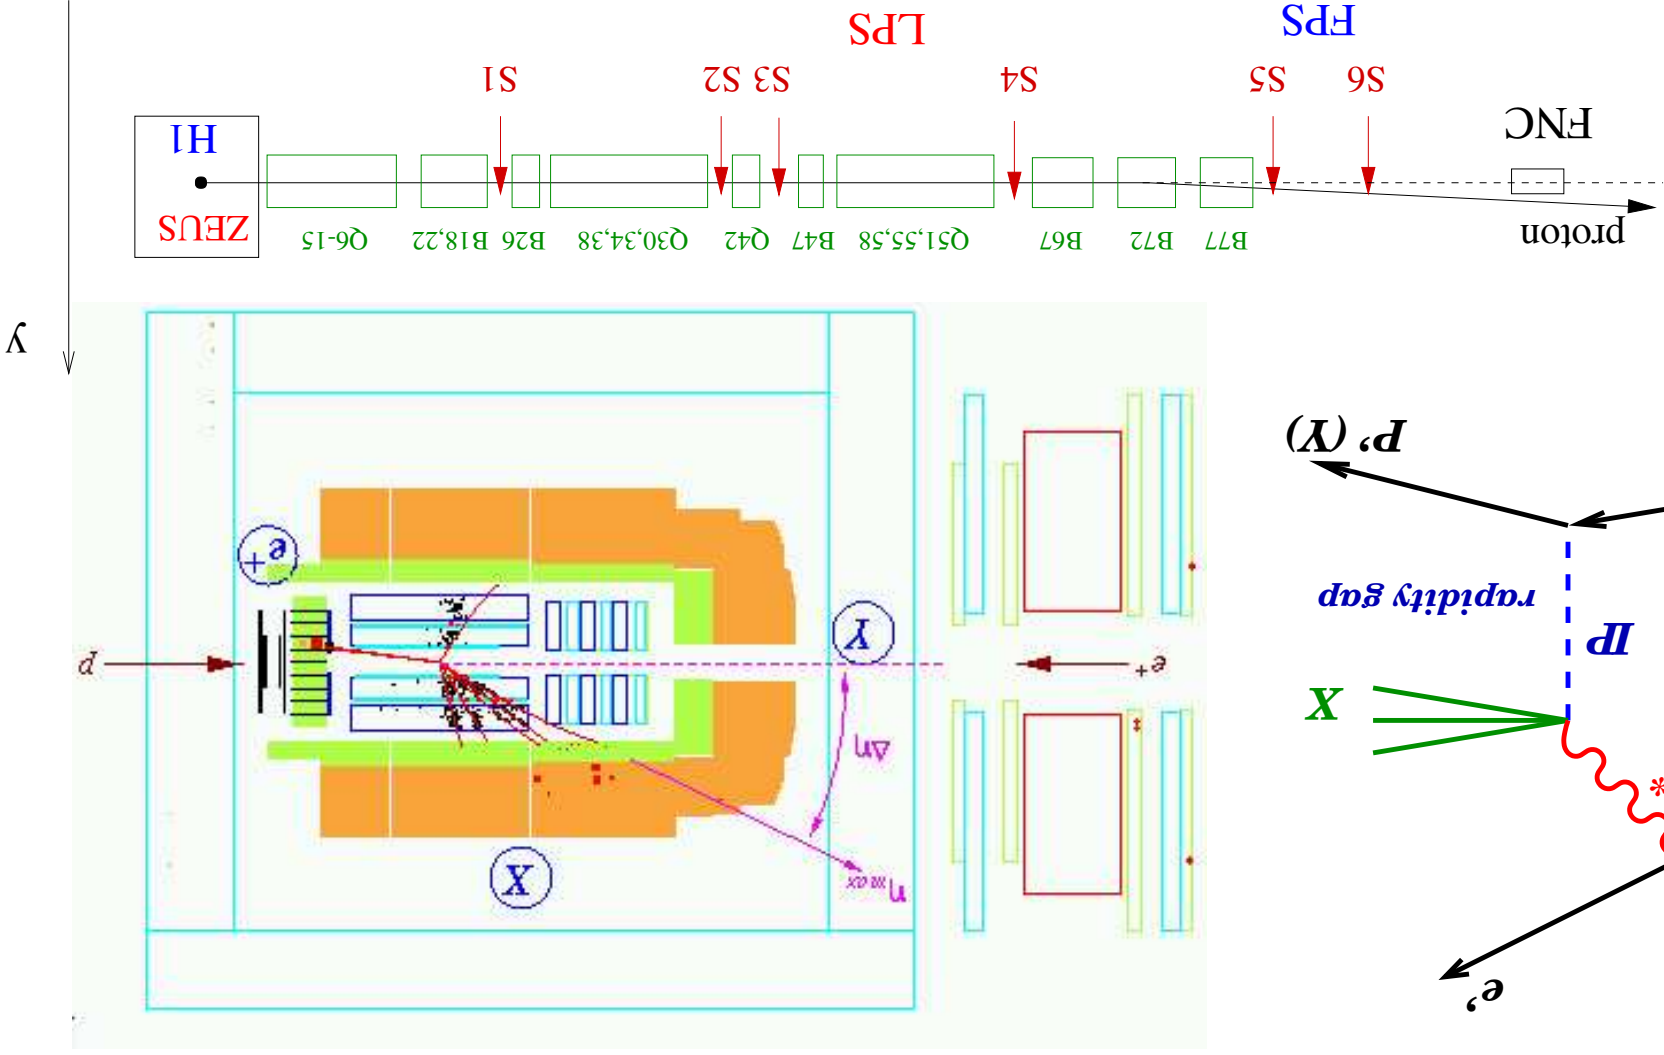 e'
η max
X
*
Δη
X
IP
e+
p
Y
rapidity gap
e+
P' (Y)
y
proton
B77 B72 B67 Q51,55,58 B47 Q42 Q30,34,38 B26 B18,22 Q6-15
ZEUS
H1
FNC
S6 S5 S4 S3 S2 S1
FPS LPS